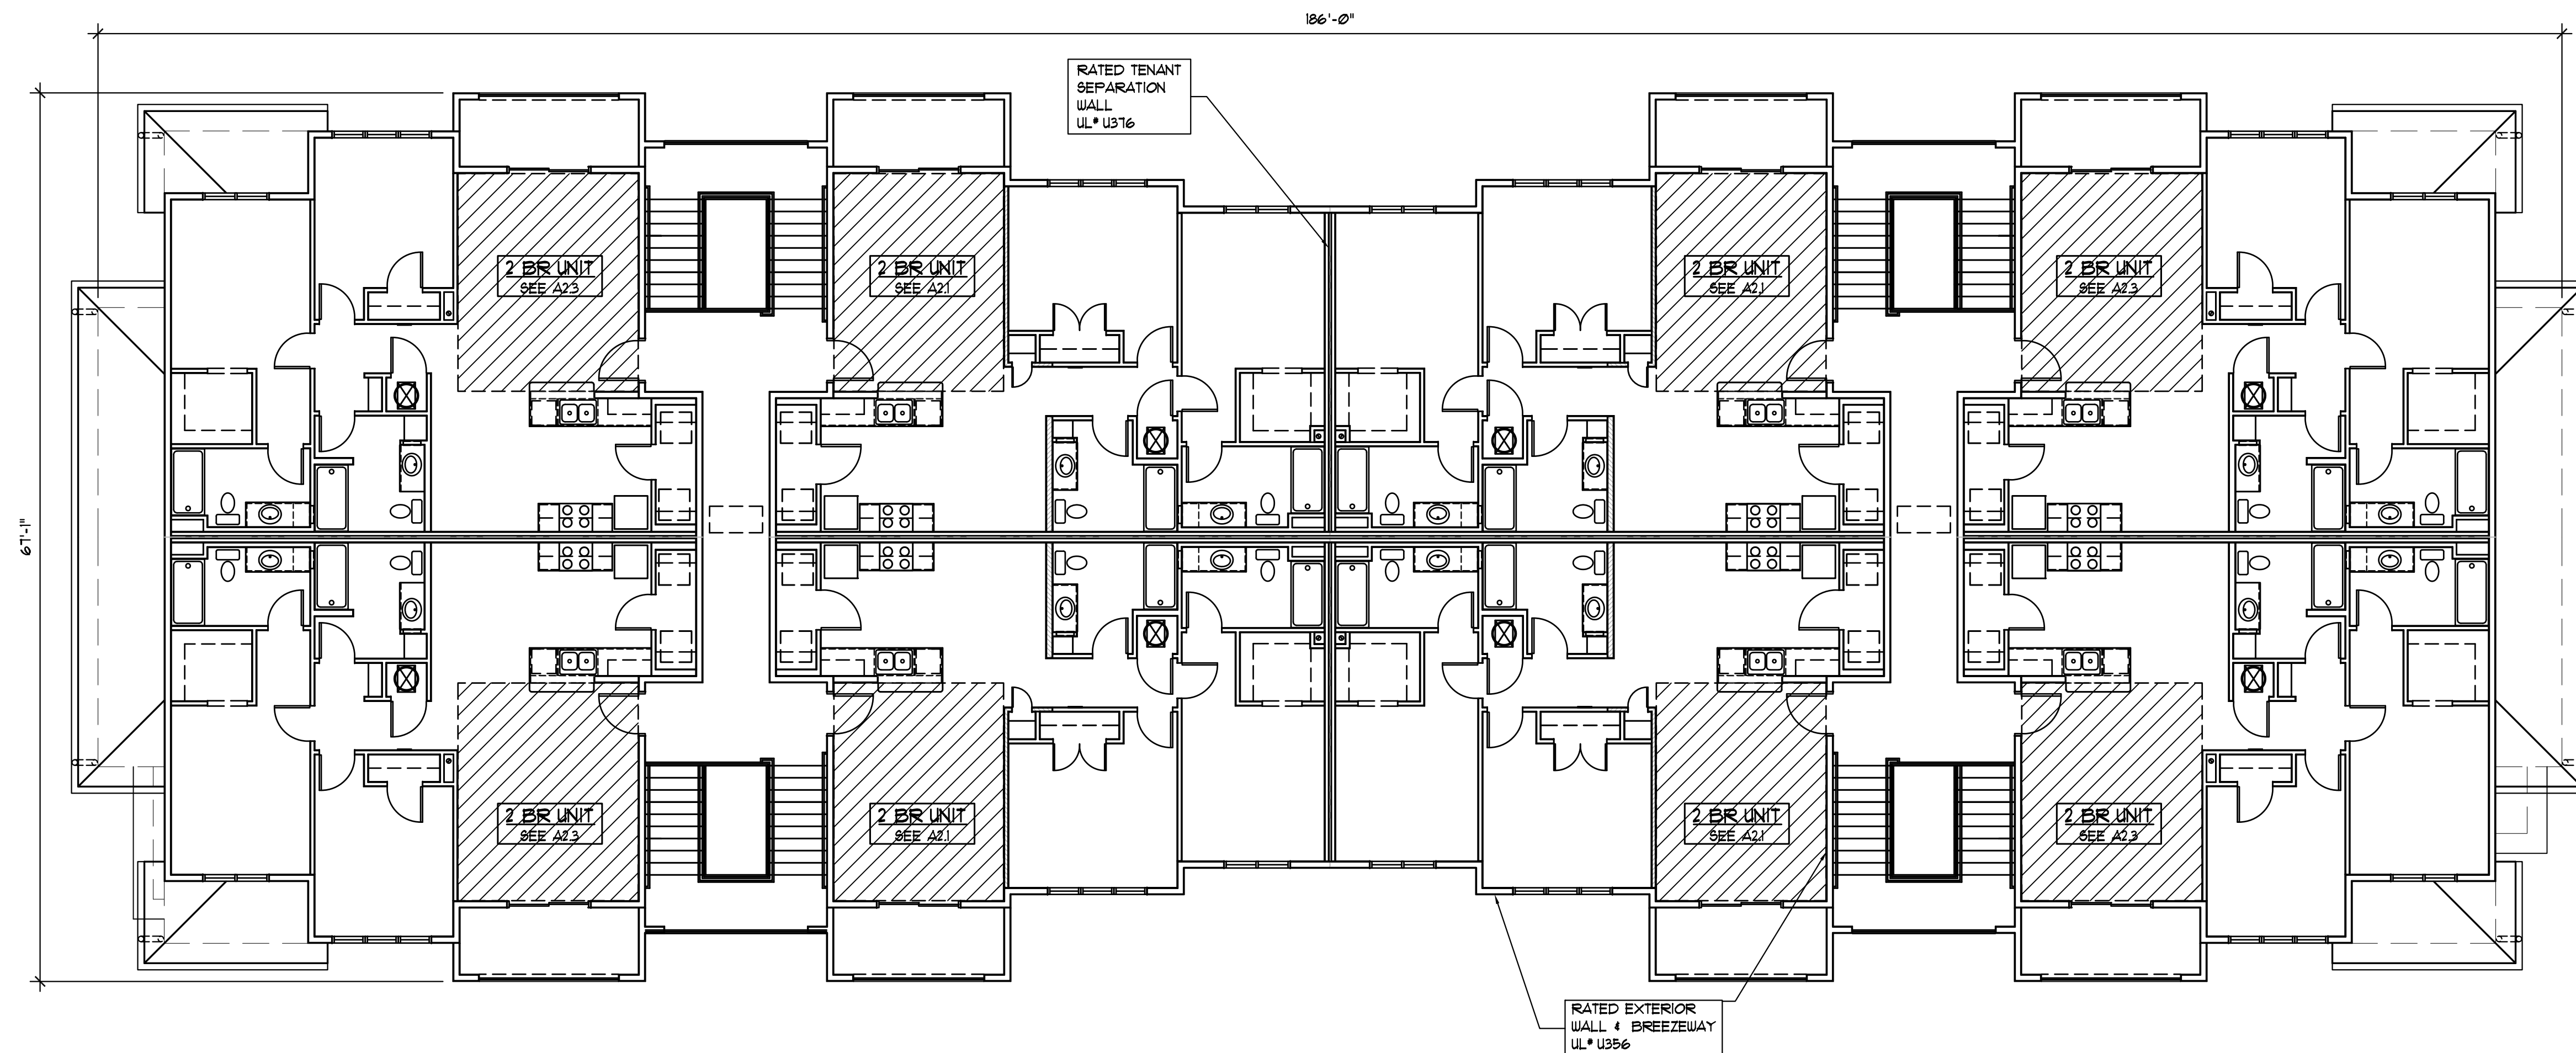 186'-0"
RATED TENANT
SEPARATION
WALL
UL# U376
2 BR UNIT
SEE A2.3
2 BR UNIT
SEE A2.1
2 BR UNIT
SEE A2.1
2 BR UNIT
SEE A2.3
67'-1"
2 BR UNIT
SEE A2.3
2 BR UNIT
SEE A2.1
2 BR UNIT
SEE A2.1
2 BR UNIT
SEE A2.3
RATED EXTERIOR
WALL & BREEZEWAY
UL# U356